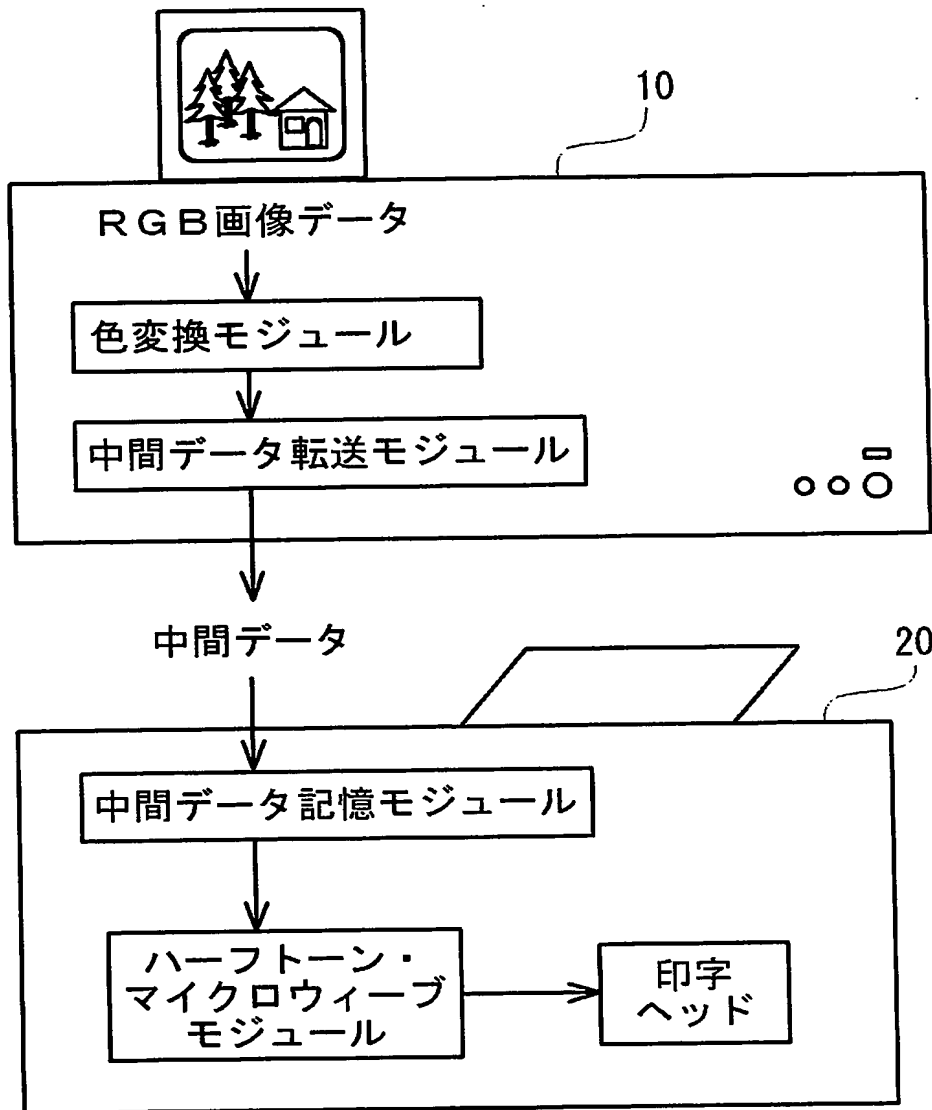 10
RGB画像データ
色変換モジュール
中間データ転送モジュール
中間データ
20
中間データ記憶モジュール
ハーフトーン・
マイクロウィーブ
モジュール
印字
ヘッド